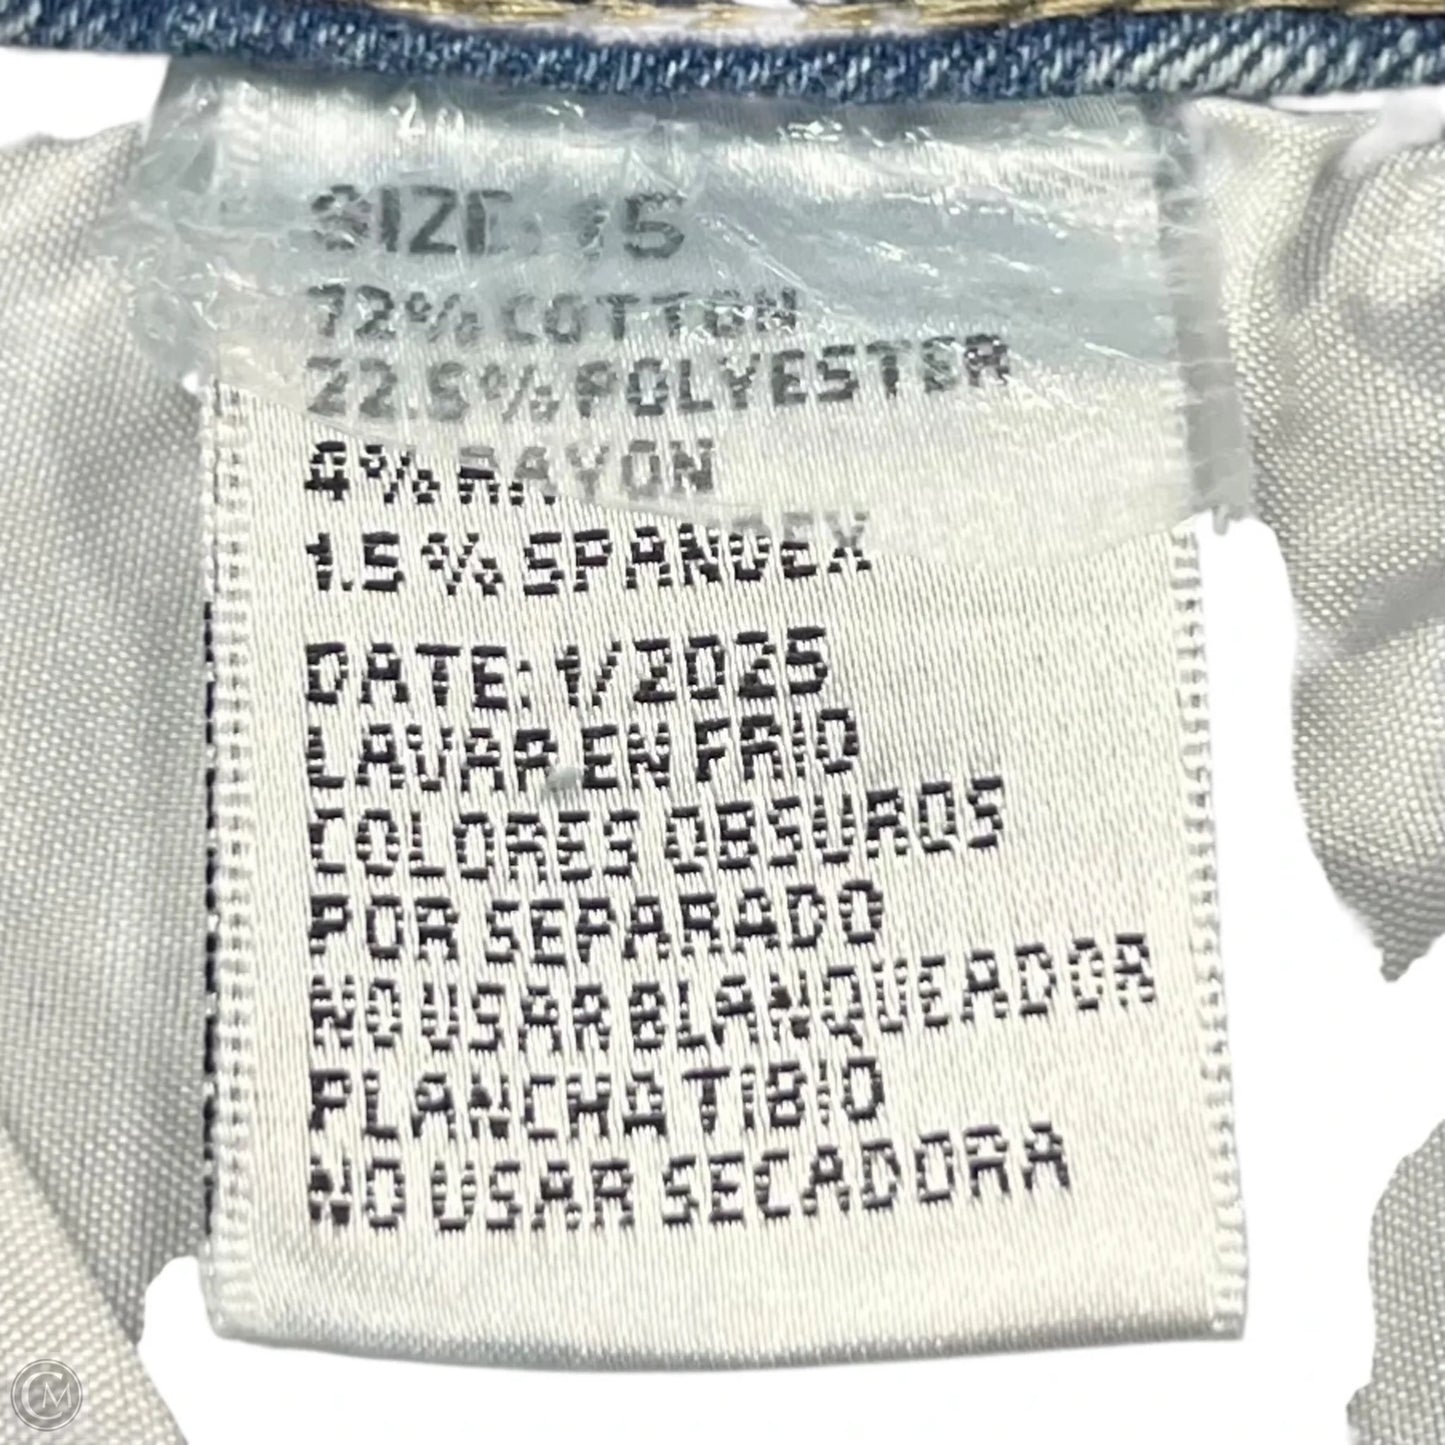 SIZE: 15
72% COTTON
22.5% POLYESTER
4% RAYON
1.5% SPANDEX
DATE: 1/2025
LAVAR EN FRIO
COLORES OBSUROS
POR SEPARADO
NO USAR BLANQUEADOR
PLANCHA TIBIO
NO USAR SECADORA
CM